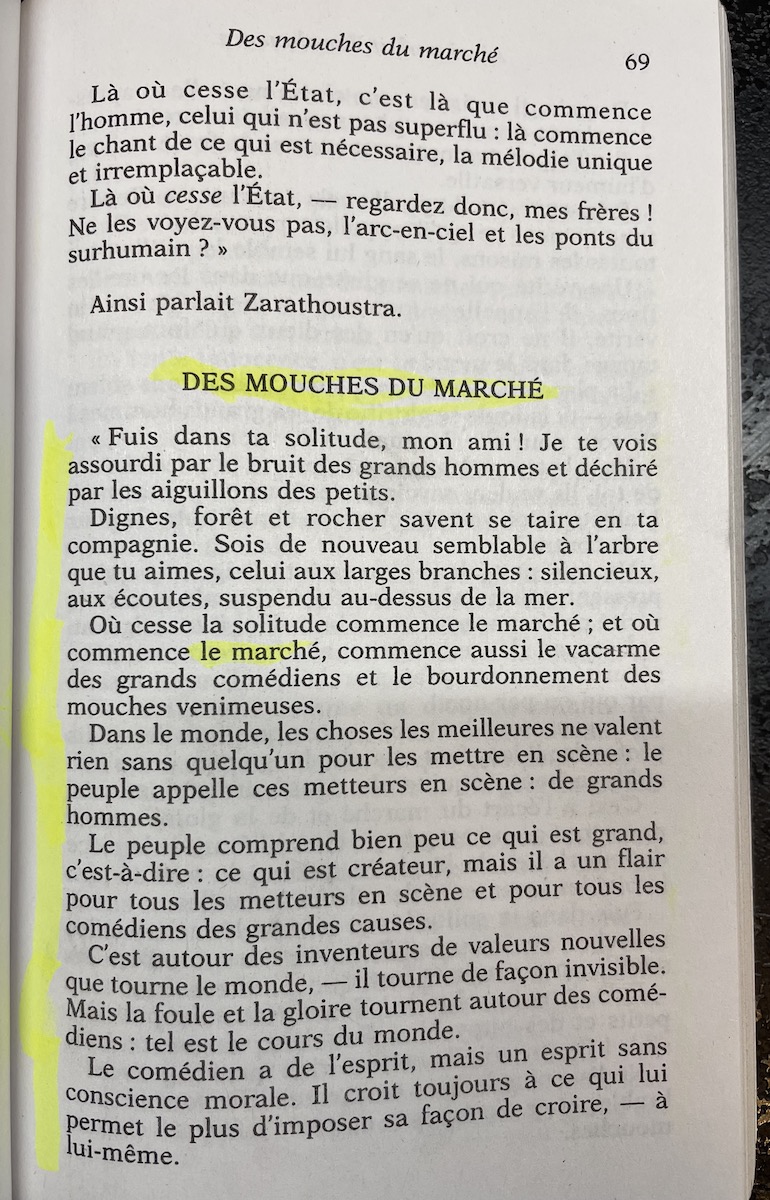 Des mouches du marché
69
Là où cesse l'État, c'est là que commence
l'homme, celui qui n'est pas superflu : là commence
le chant de ce qui est nécessaire, la mélodie unique
et irremplaçable.
Là où cesse l'État, — regardez donc, mes frères !
Ne les voyez-vous pas, l'arc-en-ciel et les ponts du
surhumain ? »
Ainsi parlait Zarathoustra.
DES MOUCHES DU MARCHÉ
« Fuis dans ta solitude, mon ami ! Je te vois
assourdi par le bruit des grands hommes et déchiré
par les aiguillons des petits.
Dignes, forêt et rocher savent se taire en ta
compagnie. Sois de nouveau semblable à l'arbre
que tu aimes, celui aux larges branches : silencieux,
aux écoutes, suspendu au-dessus de la mer.
Où cesse la solitude commence le marché ; et où
commence le marché, commence aussi le vacarme
des grands comédiens et le bourdonnement des
mouches venimeuses.
Dans le monde, les choses les meilleures ne valent
rien sans quelqu'un pour les mettre en scène : le
peuple appelle ces metteurs en scène : de grands
hommes.
Le peuple comprend bien peu ce qui est grand,
c'est-à-dire : ce qui est créateur, mais il a un flair
pour tous les metteurs en scène et pour tous les
comédiens des grandes causes.
C'est autour des inventeurs de valeurs nouvelles
que tourne le monde, — il tourne de façon invisible.
Mais la foule et la gloire tournent autour des comé-
diens : tel est le cours du monde.
Le comédien a de l'esprit, mais un esprit sans
conscience morale. Il croit toujours à ce qui lui
permet le plus d'imposer sa façon de croire, — à
lui-même.